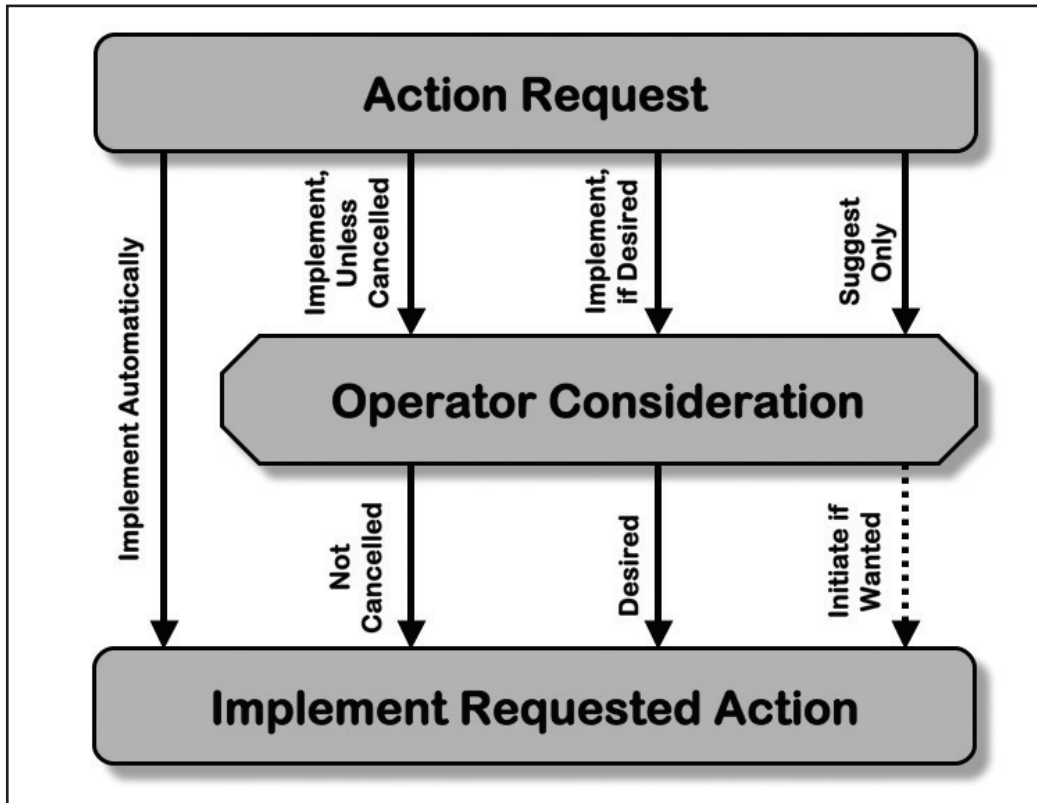 Action Request
Implement Automatically
Implement,
Unless
Cancelled
Implement,
if Desired
Suggest
Only
Operator Consideration
Not
Cancelled
Desired
Initiate if
Wanted
Implement Requested Action